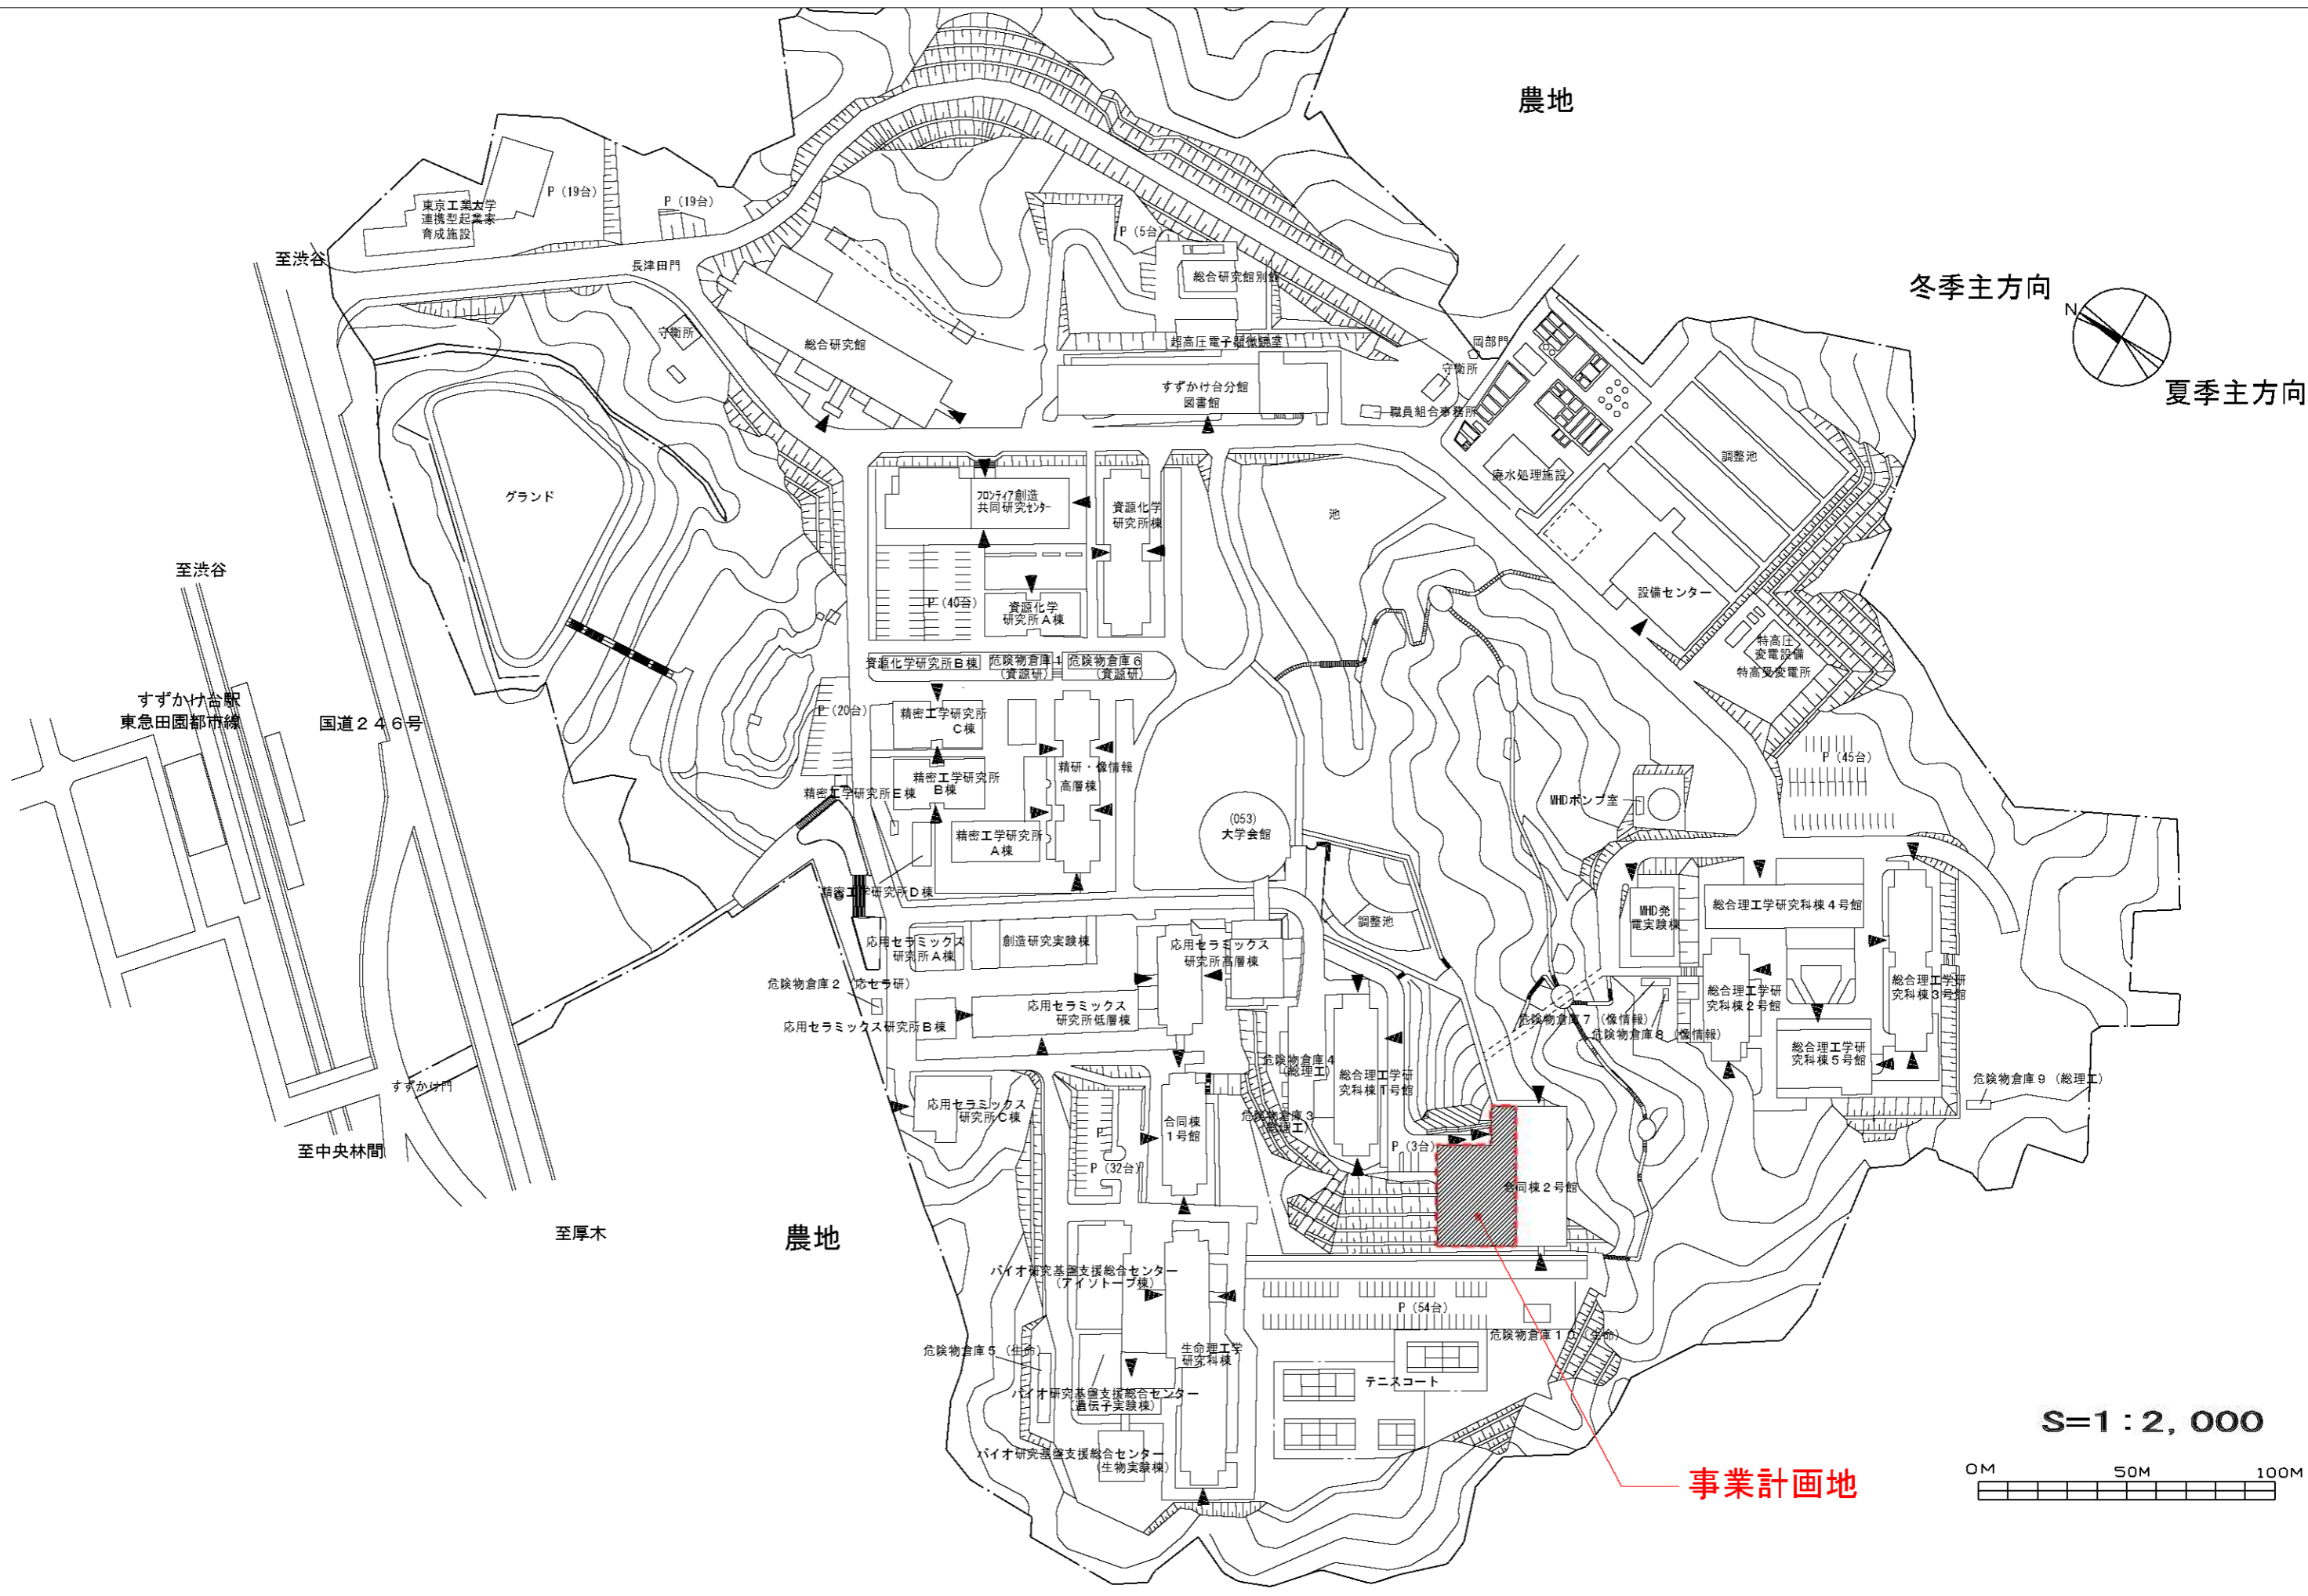 農地
東京工業大学
連携型起業家
育成施設
P（19台）
P（19台）
P（5台）
至渋谷
長津田門
総合研究館別館
冬季主方向
N
夏季主方向
守衛所
総合研究館
超高圧電子顕微鏡室
岡部門
守衛所
すずかけ台分館
図書館
職員組合事務所
グランド
フロンティア創造
共同研究センター
資源化学
研究所棟
池
廃水処理施設
調整池
至渋谷
P（40台）
資源化学
研究所A棟
設備センター
特高圧
変電設備
特高受変電所
資源化学研究所B棟
危険物倉庫1
（資源研）
危険物倉庫6
（資源研）
すずかけ台駅
東急田園都市線
国道246号
P（20台）
精密工学研究所
C棟
精研・像情報
高層棟
P（45台）
精密工学研究所
B棟
精密工学研究所E棟
MHDポンプ室
(053)
大学会館
精密工学研究所
A棟
精密工学研究所D棟
調整池
MHD発
電実験棟
総合理工学研究科棟4号館
応用セラミックス
研究所A棟
創造研究実験棟
応用セラミックス
研究所高層棟
危険物倉庫2（応セラ研）
総合理工学研
究科棟2号館
総合理工学研
究科棟3号館
応用セラミックス研究所B棟
応用セラミックス
研究所低層棟
危険物倉庫7（像情報）
危険物倉庫8（像情報）
危険物倉庫4
（総理工）
総合理工学研
究科棟1号館
総合理工学研
究科棟5号館
すずかけ門
危険物倉庫9（総理工）
応用セラミックス
研究所C棟
合同棟
1号館
危険物倉庫3
（総理工）
P
P（32台）
P（3台）
至中央林間
合同棟2号館
至厚木
農地
バイオ研究基盤支援総合センター
（アイソトープ棟）
P（54台）
危険物倉庫10（生命）
危険物倉庫5（生命）
生命理工学
研究科棟
テニスコート
バイオ研究基盤支援総合センター
（遺伝子実験棟）
バイオ研究基盤支援総合センター
（生物実験棟）
事業計画地
S=1:2,000
0M
50M
100M